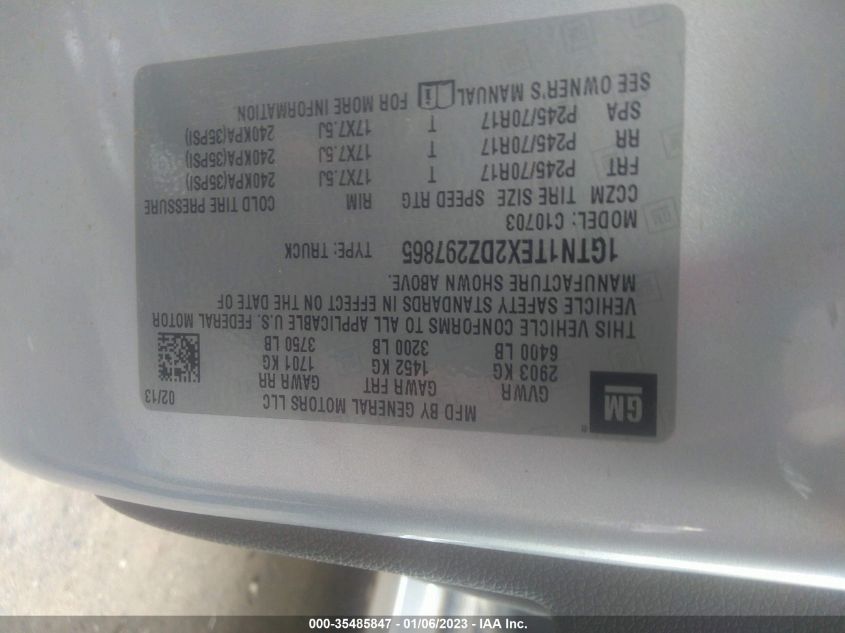 GM
MFD BY GENERAL MOTORS LLC 02/13
GVWR GAWR FRT GAWR RR
2903 KG 1452 KG 1701 KG
6400 LB 3200 LB 3750 LB
THIS VEHICLE CONFORMS TO ALL APPLICABLE U.S. FEDERAL MOTOR
VEHICLE SAFETY STANDARDS IN EFFECT ON THE DATE OF
MANUFACTURE SHOWN ABOVE.
1GTN1TEX2DZ297865 TYPE: TRUCK
MODEL: C10703
CCZM TIRE SIZE SPEED RTG RIM COLD TIRE PRESSURE
FRT P245/70R17 T 17X7.5J 240KPA(35PSI)
RR P245/70R17 T 17X7.5J 240KPA(35PSI)
SPA P245/70R17 T 17X7.5J 240KPA(35PSI)
SEE OWNER'S MANUAL FOR MORE INFORMATION.
000-35485847 - 01/06/2023 - IAA Inc.